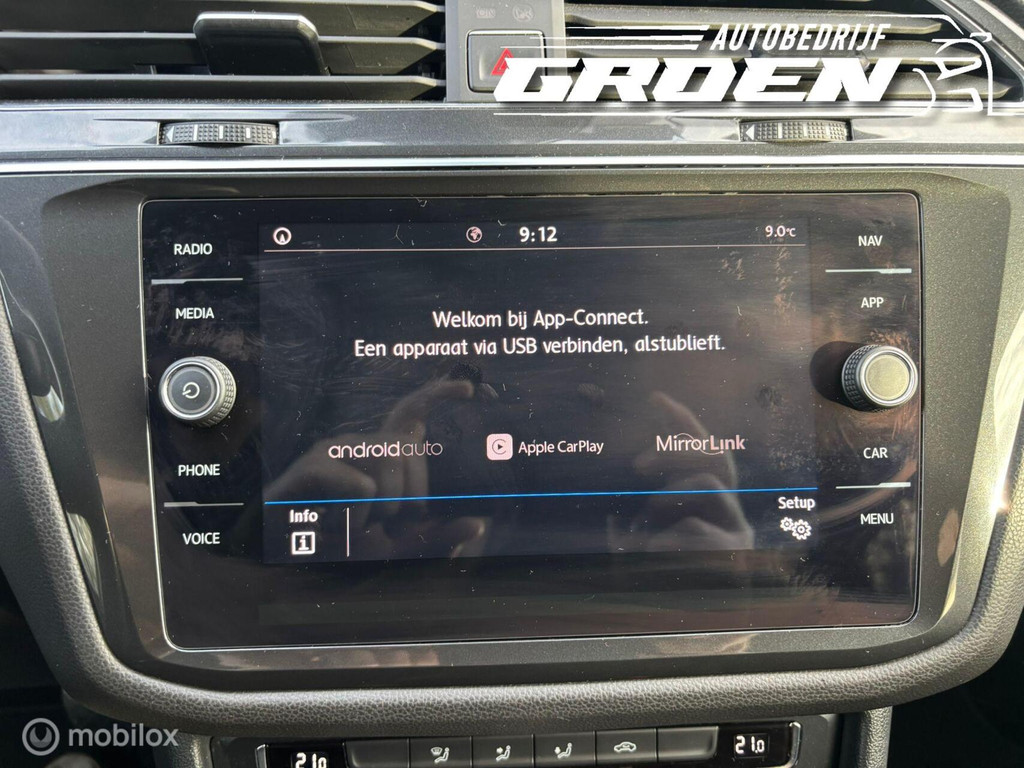 AUTOBEDRIJF
GROEN
RADIO
MEDIA
PHONE
VOICE
9:12
9.0°C
Welkom bij App-Connect.
Een apparaat via USB verbinden, alstublieft.
androidauto
Apple CarPlay
MirrorLink
Info
i
Setup
NAV
APP
CAR
MENU
21.0
21.0
mobilox